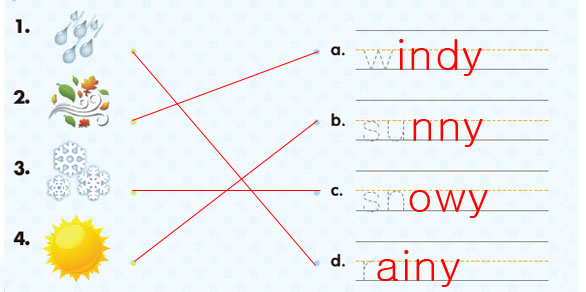 1.
a. windy
2.
b. sunny
3.
c. snowy
4.
d. rainy